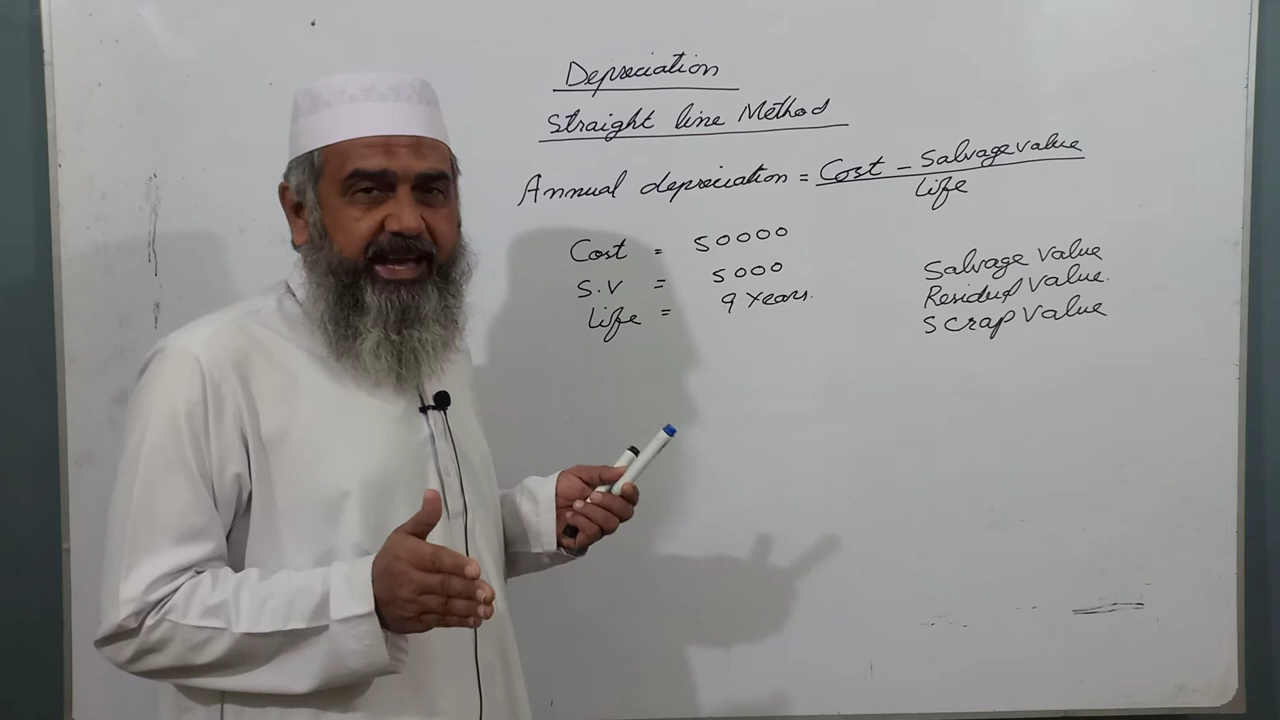 Depreciation
Straight line Method
Annual depreciation = Cost - Salvage value
Life
Cost = 50000
S.V = 5000
Life = 9 Years.
Salvage value
Residual value.
Scrap value